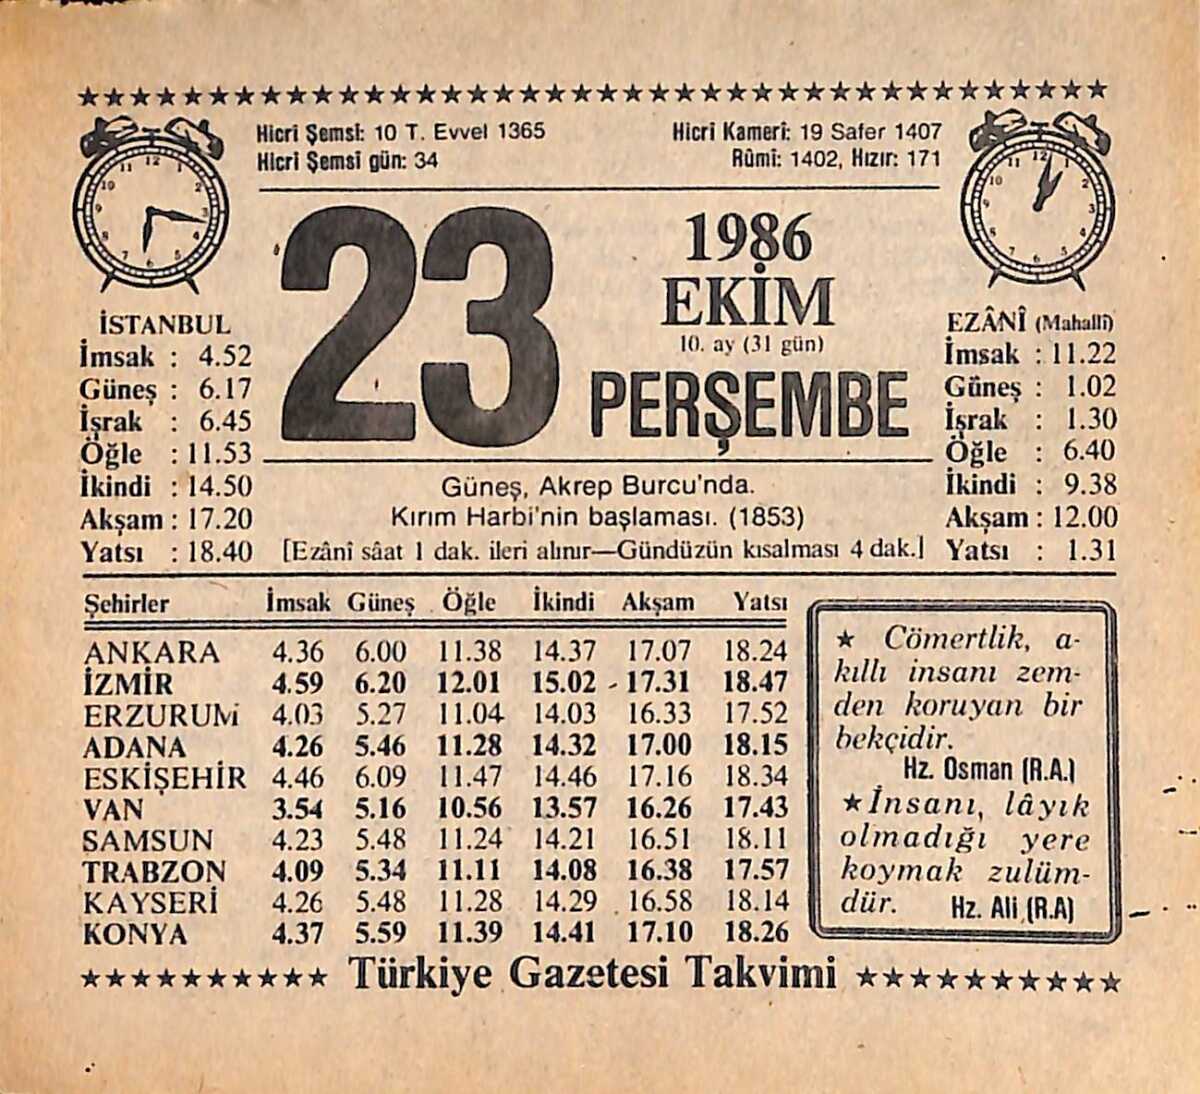 Hicrî Şemsî: 10 T. Evvel 1365
Hicrî Şemsî gün: 34
Hicrî Kamerî: 19 Safer 1407
Rûmî: 1402, Hızır: 171
23
1986
EKİM
10. ay (31 gün)
PERŞEMBE
İSTANBUL
İmsak : 4.52
Güneş : 6.17
İşrak : 6.45
Öğle : 11.53
İkindi : 14.50
Akşam : 17.20
Yatsı : 18.40
EZÂNÎ (Mahallî)
İmsak : 11.22
Güneş : 1.02
İşrak : 1.30
Öğle : 6.40
İkindi : 9.38
Akşam : 12.00
Yatsı : 1.31
Güneş, Akrep Burcu'nda.
Kırım Harbi'nin başlaması. (1853)
[Ezânî sâat 1 dak. ileri alınır—Gündüzün kısalması 4 dak.]
Şehirler İmsak Güneş Öğle İkindi Akşam Yatsı
ANKARA 4.36 6.00 11.38 14.37 17.07 18.24
İZMİR 4.59 6.20 12.01 15.02 17.31 18.47
ERZURUM 4.03 5.27 11.04 14.03 16.33 17.52
ADANA 4.26 5.46 11.28 14.32 17.00 18.15
ESKİŞEHİR 4.46 6.09 11.47 14.46 17.16 18.34
VAN 3.54 5.16 10.56 13.57 16.26 17.43
SAMSUN 4.23 5.48 11.24 14.21 16.51 18.11
TRABZON 4.09 5.34 11.11 14.08 16.38 17.57
KAYSERİ 4.26 5.48 11.28 14.29 16.58 18.14
KONYA 4.37 5.59 11.39 14.41 17.10 18.26
★ Cömertlik, a-
kıllı insanı zem-
den koruyan bir
bekçidir.
Hz. Osman (R.A.)
★ İnsanı, lâyık
olmadığı yere
koymak zulüm-
dür. Hz. Ali (R.A)
Türkiye Gazetesi Takvimi